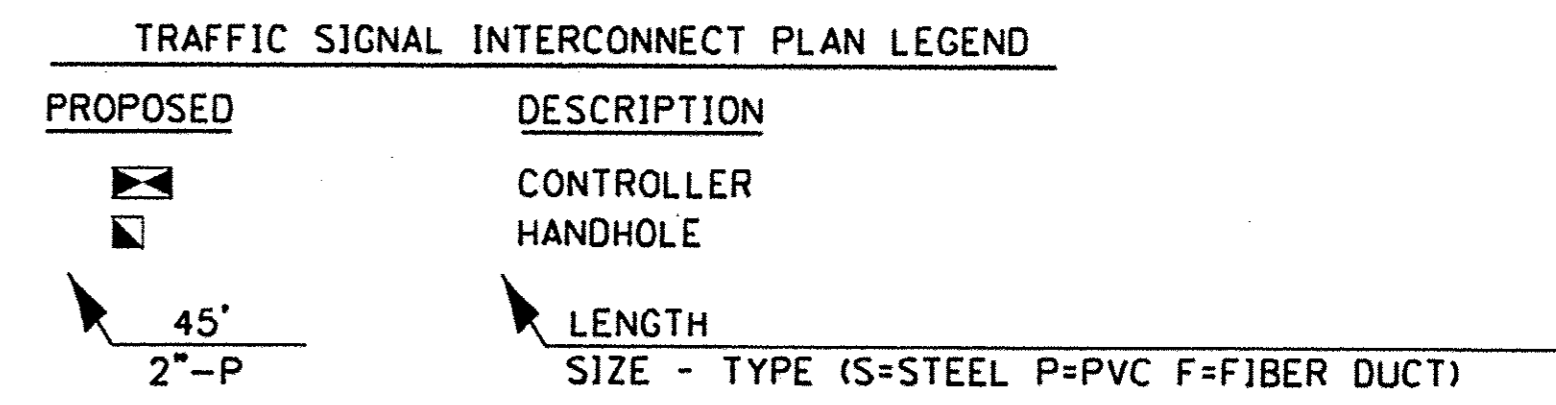 TRAFFIC SIGNAL INTERCONNECT PLAN LEGEND
PROPOSED DESCRIPTION
CONTROLLER
HANDHOLE
45' LENGTH
2"-P SIZE - TYPE (S=STEEL P=PVC F=FIBER DUCT)